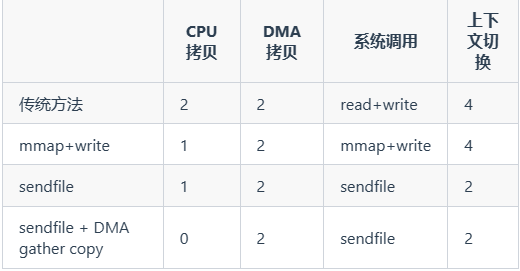 CPU 拷贝 DMA 拷贝 系统调用 上下文切换
传统方法 2 2 read+write 4
mmap+write 1 2 mmap+write 4
sendfile 1 2 sendfile 2
sendfile + DMA gather copy 0 2 sendfile 2